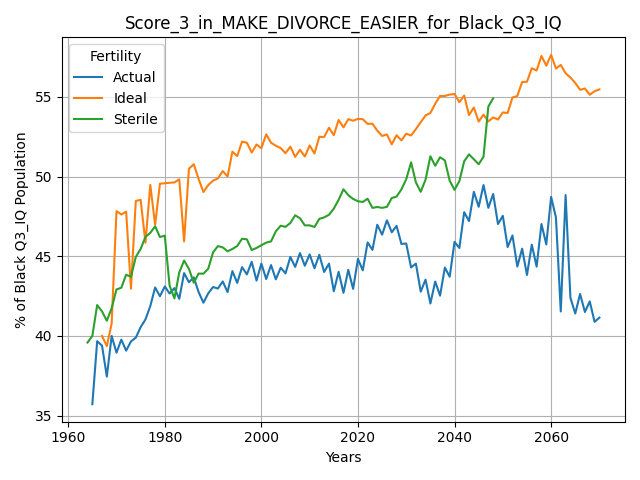 Score_3_in_MAKE_DIVORCE_EASIER_for_Black_Q3_IQ
Fertility
Actual
Ideal
Sterile
% of Black Q3_IQ Population
55
50
45
40
35
1960
1980
2000
2020
2040
2060
Years